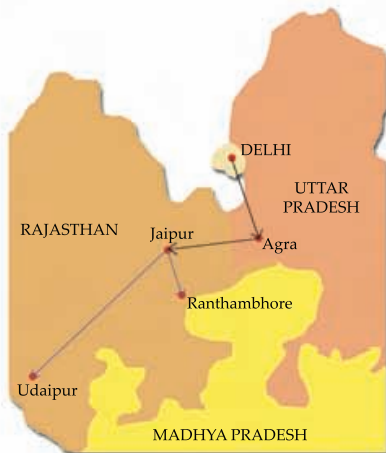 DELHI
UTTAR
PRADESH
RAJASTHAN
Jaipur
Agra
Ranthambhore
Udaipur
MADHYA PRADESH